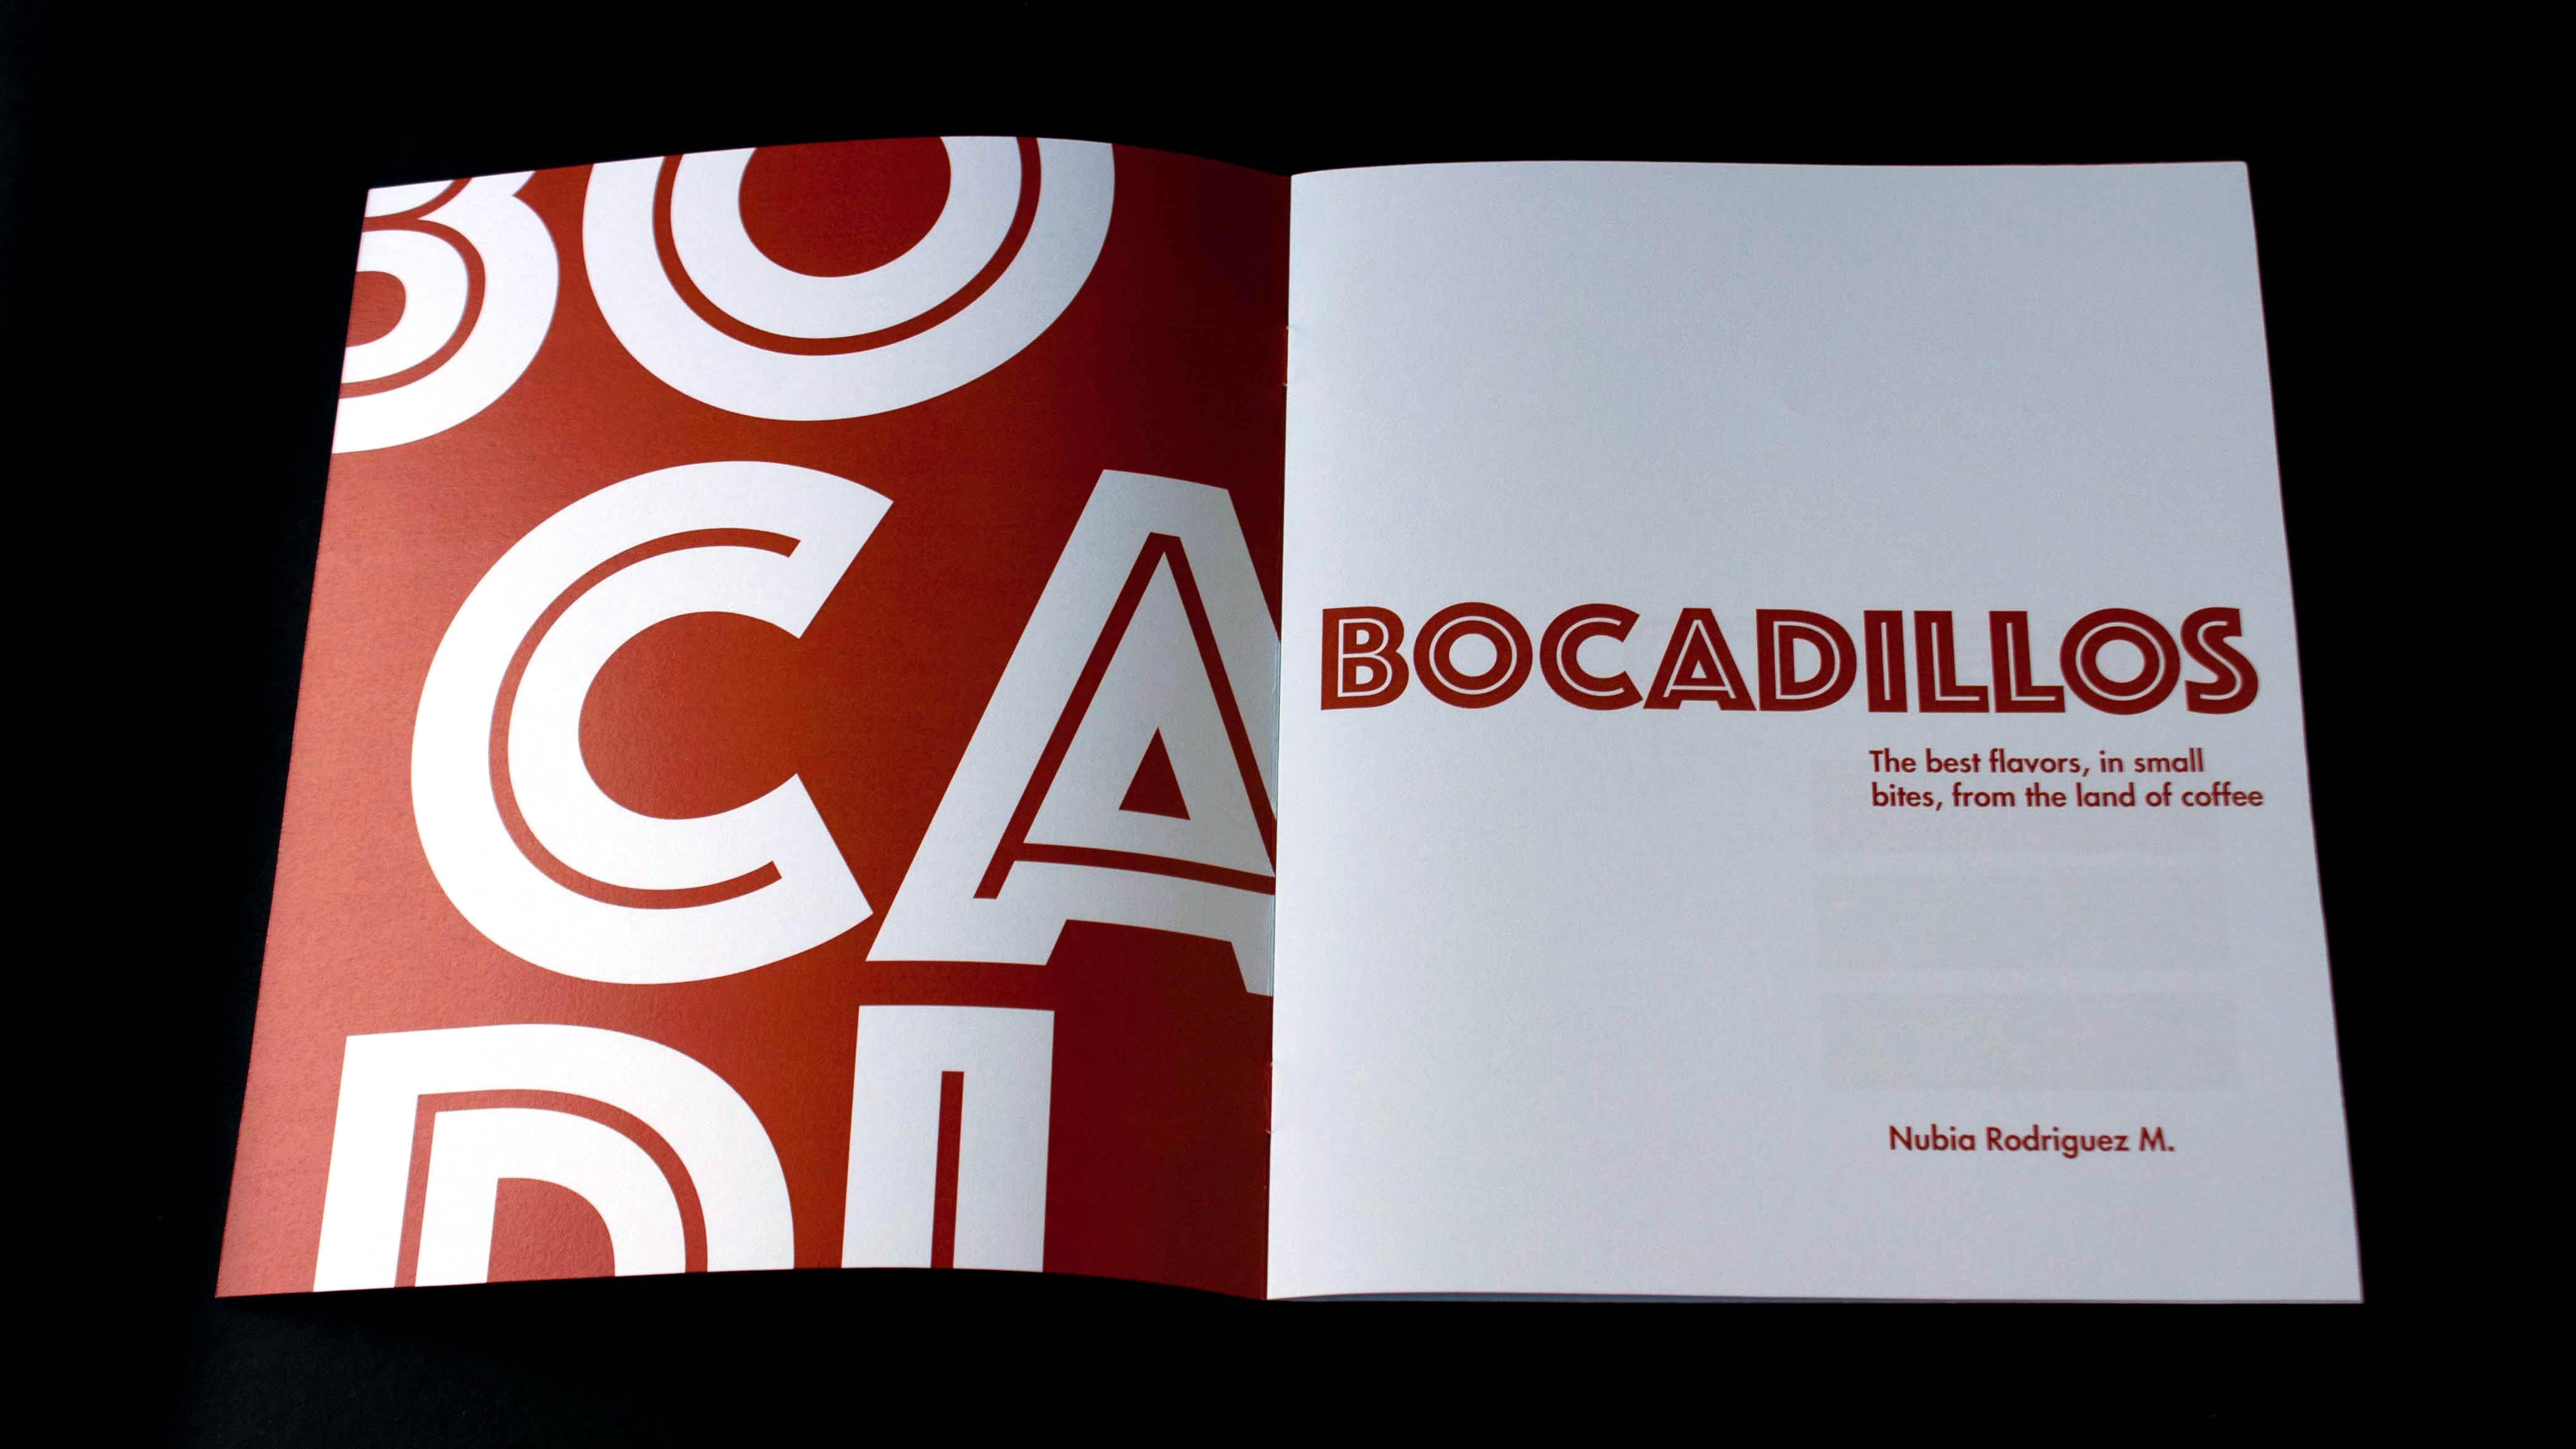 BO
CA
DI
BOCADILLOS
The best flavors, in small
bites, from the land of coffee
Nubia Rodriguez M.